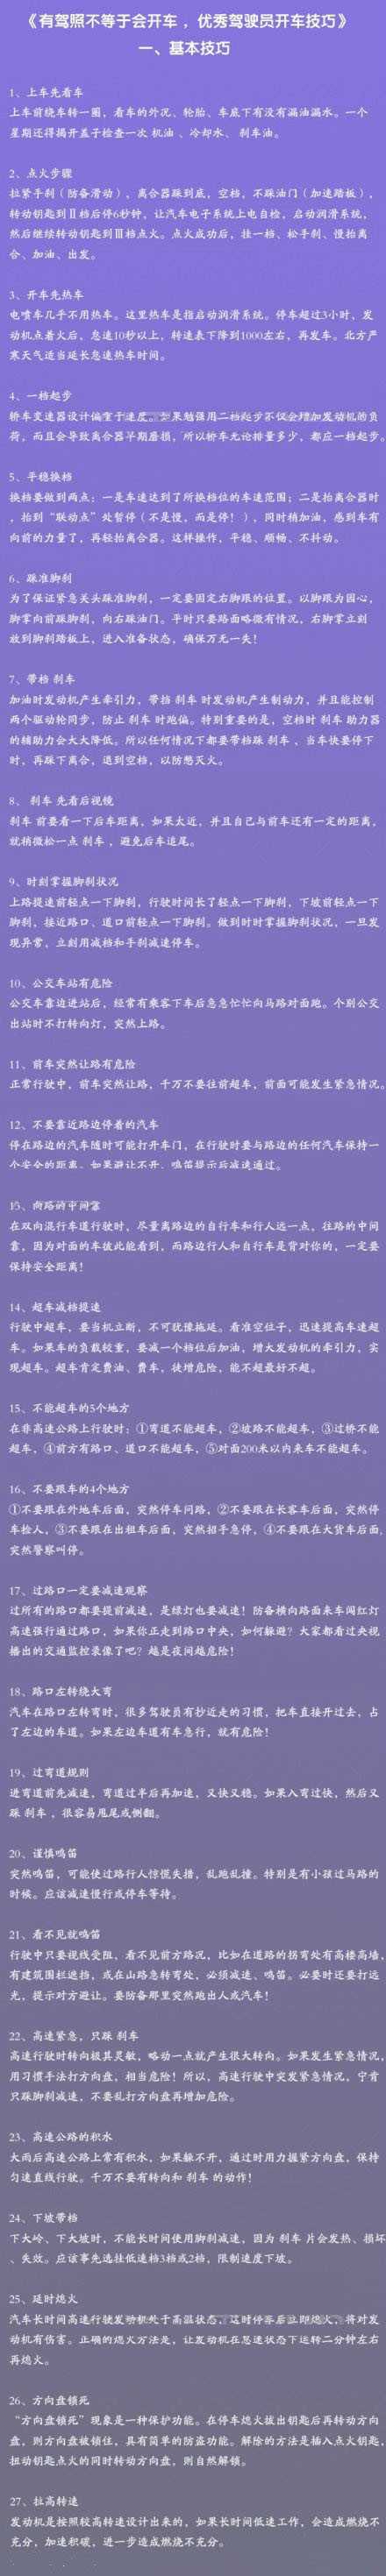 《有驾照不等于会开车，优秀驾驶员开车技巧》
一、基本技巧
1、上车先看车
上车前绕车转一圈，看车的外况、轮胎、车底下有没有漏油漏水。一个
星期还得揭开盖子检查一次 机油 、冷却水、 刹车油。
2、点火步骤
拉紧手刹（防备滑动），离合器踩到底，空档，不踩油门（加速踏板），
转动钥匙到Ⅱ档后停6秒钟，让汽车电子系统上电自检，启动润滑系统，
然后继续转动钥匙到Ⅲ档点火。点火成功后，挂一档、松手刹、慢抬离
合、加油、出发。
3、开车先热车
电喷车几乎不用热车。这里热车是指启动润滑系统。停车超过3小时，发
动机点着火后，怠速10秒以上，转速表下降到1000左右，再发车。北方严
寒天气适当延长怠速热车时间。
4、一档起步
轿车变速器设计偏重于速度，如果勉强用二档起步不仅会增加发动机的负
荷，而且会导致离合器早期磨损，所以轿车无论排量多少，都应一档起步。
5、平稳换档
换档要做到两点：一是车速达到了所换档位的车速范围；二是抬离合器时
，抬到“联动点”处暂停（不是慢，而是停！），同时稍加油，感到车有
向前的力量了，再轻抬离合器。这样操作，平稳、顺畅、不抖动。
6、踩准脚刹
为了保证紧急关头踩准脚刹，一定要固定右脚跟的位置。以脚跟为圆心，
脚掌向前踩脚刹，向右踩油门。平时只要路面略微有情况，右脚掌立刻
放到脚刹踏板上，进入准备状态，确保万无一失！
7、带档 刹车
加油时发动机产生牵引力，带档 刹车 时发动机产生制动力，并且能控制
两个驱动轮同步，防止 刹车 时跑偏。特别重要的是，空档时 刹车 助力器
的辅助力会大大降低。所以任何情况下都要带档踩 刹车 、当车快要停下
时，再踩下离合，退到空档，以防憋灭火。
8、 刹车 先看后视镜
刹车 前要看一下后车距离，如果太近，并且自己与前车还有一定的距离，
就稍微松一点 刹车 ，避免后车追尾。
9、时刻掌握脚刹状况
上路提速前轻点一下脚刹，行驶时间长了轻点一下脚刹，下坡前轻点一下
脚刹，接近路口、道口前轻点一下脚刹。做到时时掌握脚刹状况，一旦发
现异常，立刻用减档和手刹减速停车。
10、公交车站有危险
公交车靠边进站后，经常有乘客下车后急急忙忙向马路对面跑。个别公交
出站时不打转向灯，突然上路。
11、前车突然让路有危险
正常行驶中，前车突然让路，千万不要往前超车，前面可能发生紧急情况。
12、不要靠近路边停着的汽车
停在路边的汽车随时可能打开车门，在行驶时要与路边的任何汽车保持一
个安全的距离。如果避让不开，鸣笛提示后减速通过。
13、向路的中间靠
在双向混行车道行驶时，尽量离路边的自行车和行人远一点，往路的中间
靠，因为对面的车彼此能看到，而路边行人和自行车是背对你的，一定要
保持安全距离！
14、超车减档提速
行驶中超车，要当机立断，不可犹豫拖延。看准空位子，迅速提高车速超
车。如果车的负载较重，要减一个档位后加油，增大发动机的牵引力，实
现超车。超车肯定费油、费车，徒增危险，能不超最好不超。
15、不能超车的5个地方
在非高速公路上行驶时：①弯道不能超车，②坡路不能超车，③过桥不能
超车，④前方有路口、道口不能超车，⑤对面200米以内来车不能超车。
16、不要跟车的4个地方
①不要跟在外地车后面，突然停车问路，②不要跟在长客车后面，突然停
车捡人，③不要跟在出租车后面，突然招手急停，④不要跟在大货车后面，
突然警察叫停。
17、过路口一定要减速观察
过所有的路口都要提前减速，是绿灯也要减速！防备横向路面来车闯红灯
高速强行通过路口，如果你正走到路口中央，如何躲避？大家都看过央视
播出的交通监控录像了吧？越是夜间越危险！
18、路口左转绕大弯
汽车在路口左转弯时，很多驾驶员有抄近走的习惯，把车直接开过去，占
了左边的车道。如果左边车道有车急行，就有危险！
19、过弯道规则
进弯道前先减速，弯道过半后再加速，又快又稳。如果入弯过快，然后又
踩 刹车 ，很容易甩尾或侧翻。
20、谨慎鸣笛
突然鸣笛，可能使过路行人惊慌失措，乱跑乱撞。特别是有小孩过马路的
时候。应该减速慢行或停车等待。
21、看不见就鸣笛
行驶中只要视线受阻，看不见前方路况，比如在道路的拐弯处有高楼高墙，
有建筑围栏遮挡，或在山路急转弯处，必须减速、鸣笛。必要时还要打远
光，提示对方避让。要防备那里突然跑出人或汽车！
22、高速紧急，只踩 刹车
高速行驶时转向极其灵敏，略动一点就产生很大转向。如果发生紧急情况，
用习惯手法打方向盘，相当危险！所以，高速行驶中突发紧急情况，宁肯
只踩脚刹减速，不要乱打方向盘再增加危险。
23、高速公路的积水
大雨后高速公路上常有积水，如果躲不开，通过时用力握紧方向盘，保持
匀速直线行驶。千万不要有转向和 刹车 的动作！
24、下坡带档
下大岭、下大坡时，不能长时间使用脚刹减速，因为 刹车 片会发热、损坏
、失效。应该事先选挂低速档3档或2档，限制速度下坡。
25、延时熄火
汽车长时间高速行驶发动机处于高温状态，这时停车后立即熄火，将对发
动机有伤害。正确的熄火方法是，让发动机在怠速状态下运转二分钟左右
再熄火。
26、方向盘锁死
“方向盘锁死”现象是一种保护功能。在停车熄火拔出钥匙后再转动方向
盘，则方向盘被锁住，具有简单的防盗功能。解除的方法是插入点火钥匙，
扭动钥匙点火的同时转动方向盘，则自然解锁。
27、拉高转速
发动机是按照较高转速设计出来的，如果长时间低速工作，会造成燃烧不
充分，加速积碳，进一步造成燃烧不充分。